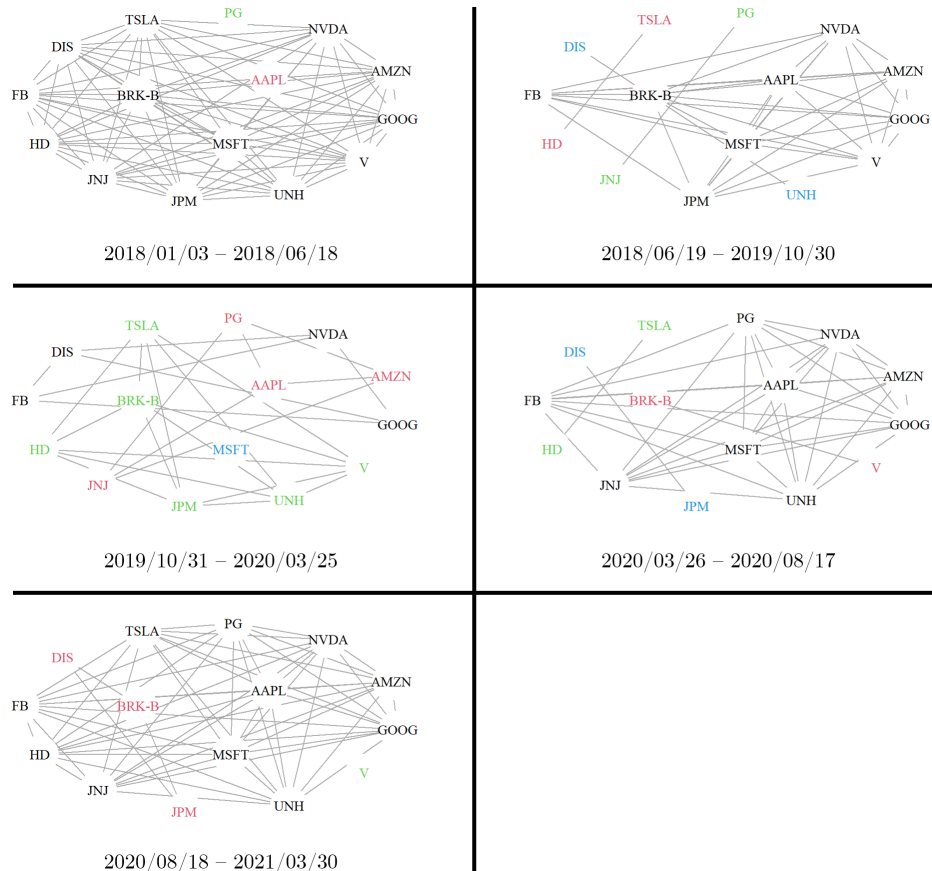 TSLA
PG
NVDA
DIS
AMZN
AAPL
FB
BRK-B
GOOG
HD
MSFT
V
JNJ
UNH
JPM
2018/01/03 – 2018/06/18
TSLA
PG
NVDA
DIS
AMZN
AAPL
FB
BRK-B
GOOG
HD
MSFT
V
JNJ
UNH
JPM
2018/06/19 – 2019/10/30
PG
TSLA
NVDA
DIS
AMZN
AAPL
FB
BRK-B
GOOG
HD
MSFT
V
JNJ
UNH
JPM
2019/10/31 – 2020/03/25
PG
TSLA
NVDA
DIS
AMZN
AAPL
FB
BRK-B
GOOG
HD
MSFT
V
JNJ
UNH
JPM
2020/03/26 – 2020/08/17
PG
TSLA
NVDA
DIS
AMZN
AAPL
FB
BRK-B
GOOG
HD
MSFT
V
JNJ
UNH
JPM
2020/08/18 – 2021/03/30